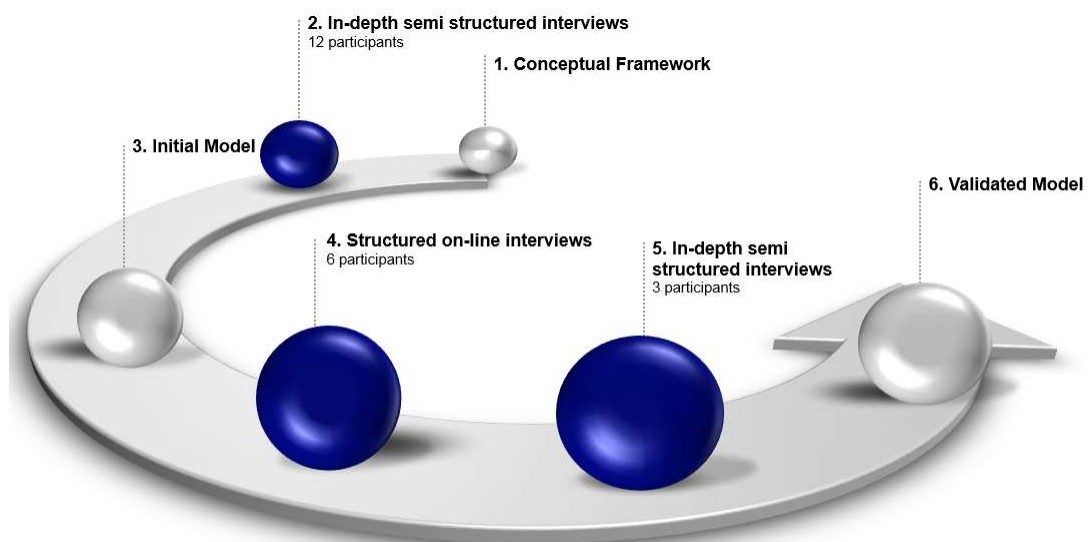 2. In-depth semi structured interviews
12 participants
1. Conceptual Framework
3. Initial Model
6. Validated Model
4. Structured on-line interviews
6 participants
5. In-depth semi
structured interviews
3 participants